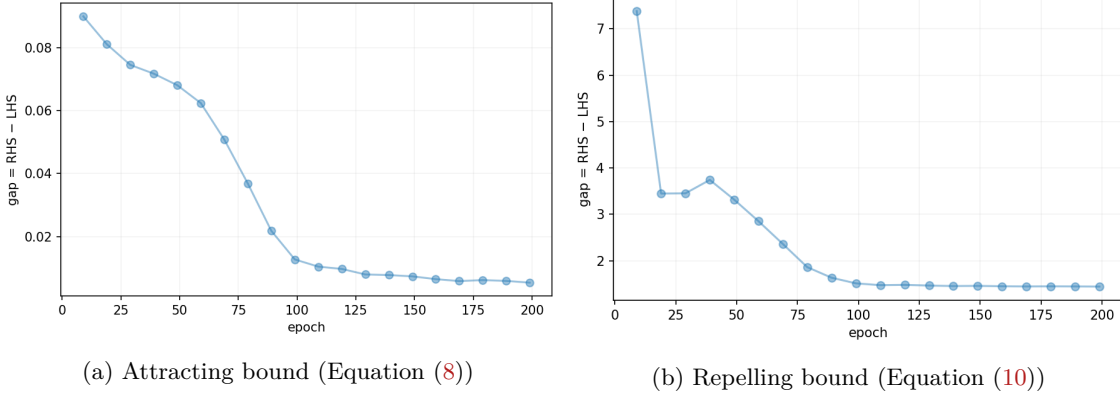 0.08
0.06
0.04
0.02
gap = RHS − LHS
0 25 50 75 100 125 150 175 200
epoch
(a) Attracting bound (Equation (8))
7
6
5
4
3
2
gap = RHS − LHS
0 25 50 75 100 125 150 175 200
epoch
(b) Repelling bound (Equation (10))